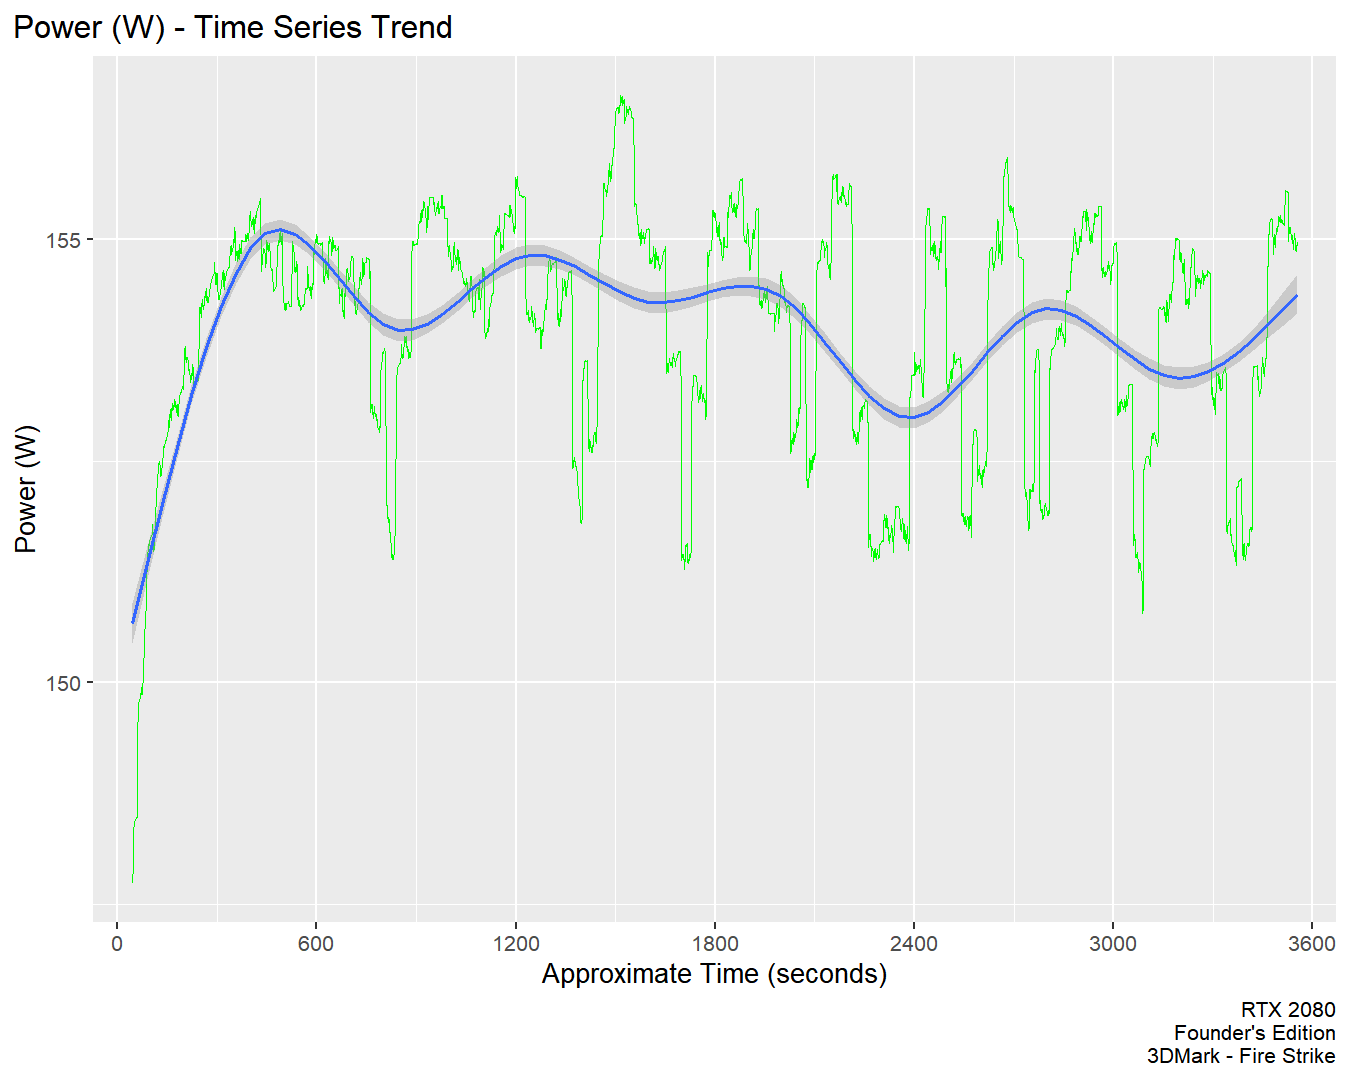 Power (W) - Time Series Trend
Power (W)
155
150
0 600 1200 1800 2400 3000 3600
Approximate Time (seconds)
RTX 2080
Founder's Edition
3DMark - Fire Strike